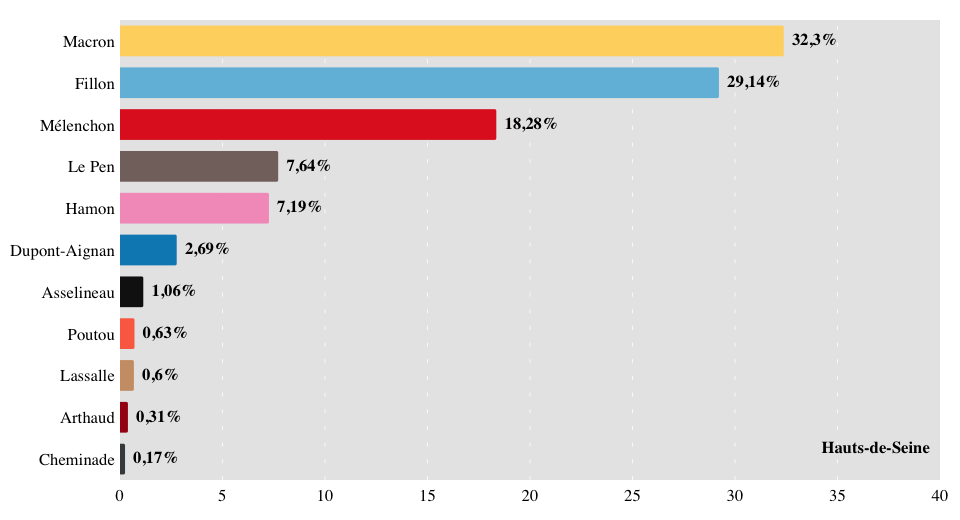 Macron 32,3%
Fillon 29,14%
Mélenchon 18,28%
Le Pen 7,64%
Hamon 7,19%
Dupont-Aignan 2,69%
Asselineau 1,06%
Poutou 0,63%
Lassalle 0,6%
Arthaud 0,31%
Hauts-de-Seine
Cheminade 0,17%
0 5 10 15 20 25 30 35 40